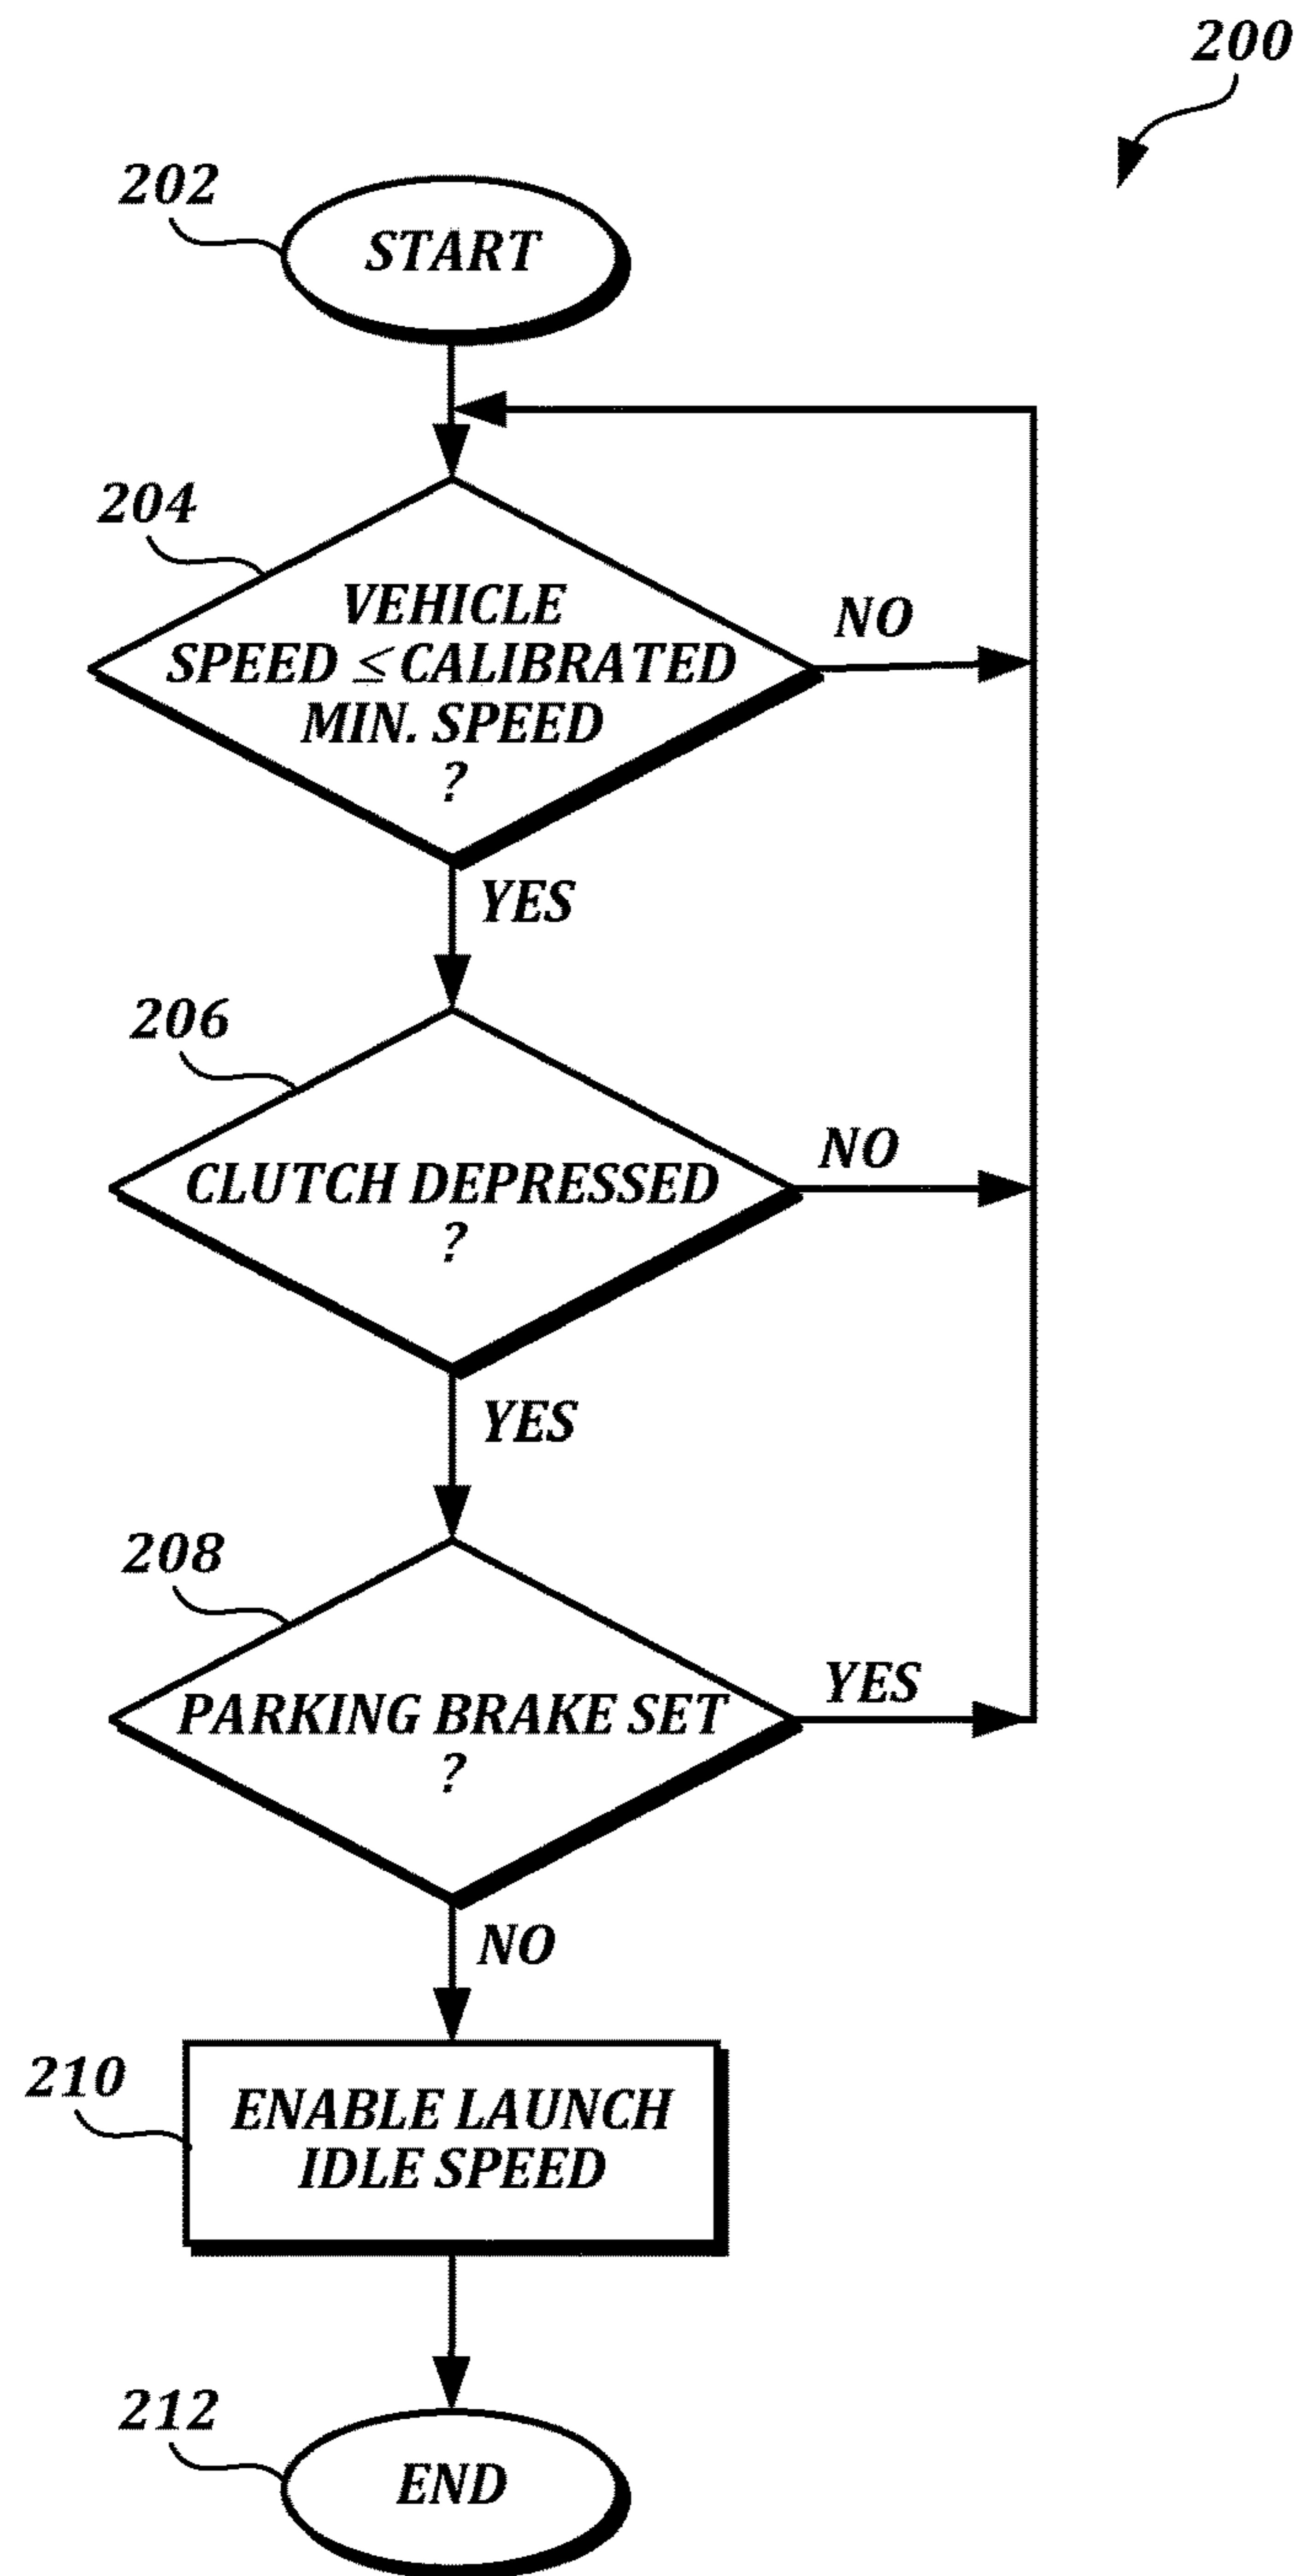 200
202
START
204
VEHICLE
SPEED ≤ CALIBRATED
MIN. SPEED
?
NO
YES
206
CLUTCH DEPRESSED
?
NO
YES
208
PARKING BRAKE SET
?
YES
NO
210
ENABLE LAUNCH
IDLE SPEED
212
END